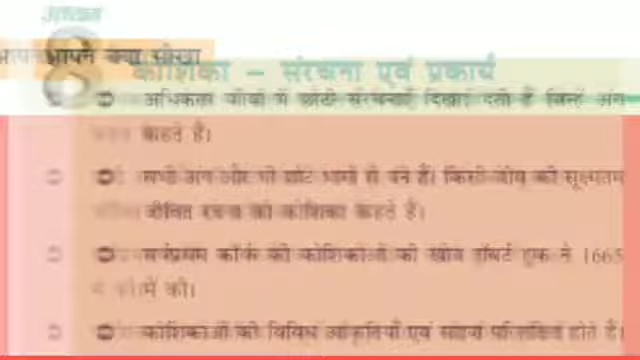 अध्याय
आपने क्या सीखा
8 कोशिका – संरचना एवं प्रकार्य
अधिकतर जीवों में छोटी संरचनाएँ दिखाई देती हैं जिन्हें अंग
कहते हैं।
सभी अंग और भी छोटे भागों से बने हैं। किसी जीव की सूक्ष्मतम
जीवित रचना को कोशिका कहते हैं।
सर्वप्रथम कॉर्क की कोशिकाओं की खोज रॉबर्ट हुक ने 1665
में की।
कोशिकाओं की विविध आकृतियाँ एवं साइज़ परिलक्षित होते हैं।